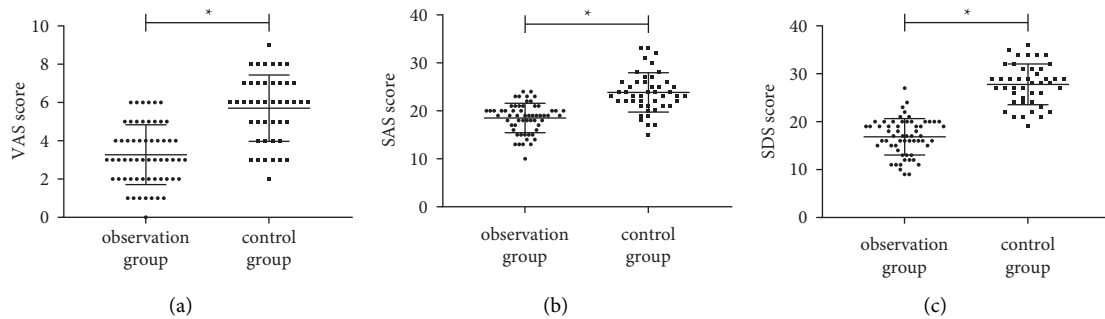 VAS score
10
8
6
4
2
0
*
observation
group
control
group
(a)
SAS score
40
30
20
10
0
*
observation
group
control
group
(b)
SDS score
40
30
20
10
0
*
observation
group
control
group
(c)